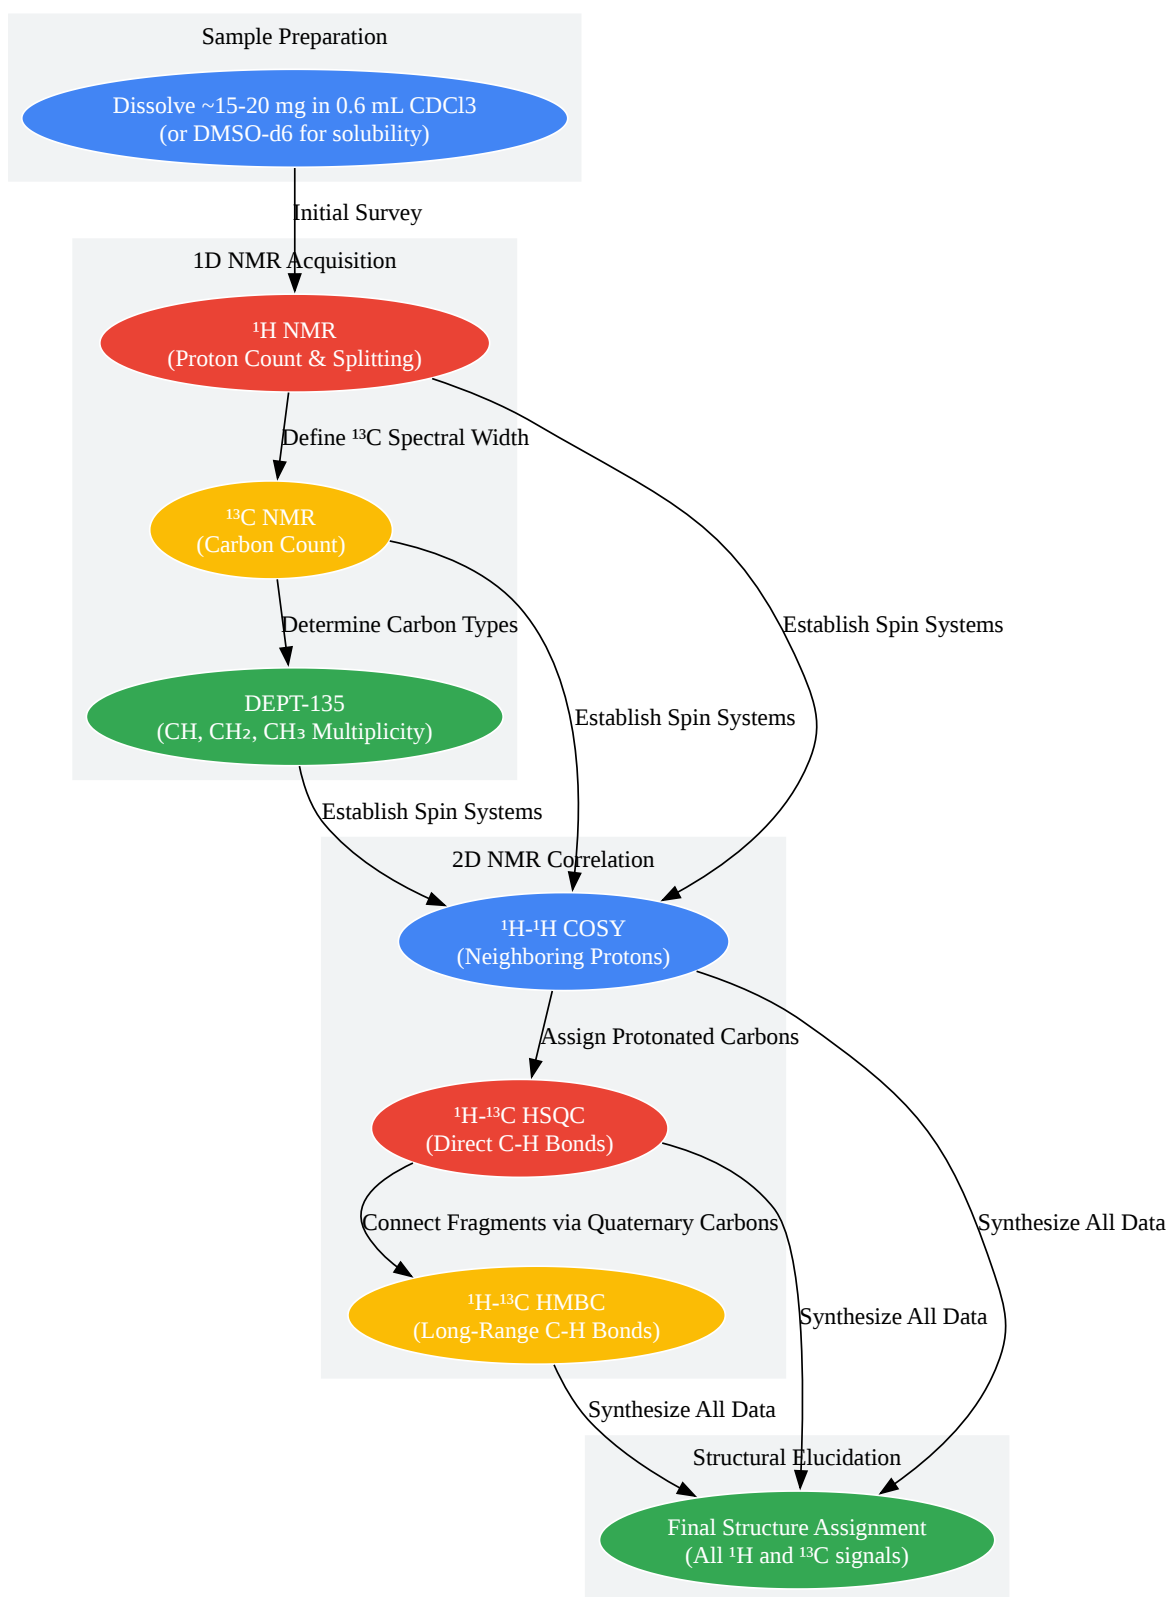 Sample Preparation
Dissolve ~15-20 mg in 0.6 mL CDCl3
(or DMSO-d6 for solubility)
Initial Survey
1D NMR Acquisition
¹H NMR
(Proton Count & Splitting)
Define ¹³C Spectral Width
¹³C NMR
(Carbon Count)
Determine Carbon Types
Establish Spin Systems
DEPT-135
(CH, CH₂, CH₃ Multiplicity)
Establish Spin Systems
Establish Spin Systems
2D NMR Correlation
¹H-¹H COSY
(Neighboring Protons)
Assign Protonated Carbons
¹H-¹³C HSQC
(Direct C-H Bonds)
Connect Fragments via Quaternary Carbons
Synthesize All Data
¹H-¹³C HMBC
(Long-Range C-H Bonds)
Synthesize All Data
Synthesize All Data
Structural Elucidation
Final Structure Assignment
(All ¹H and ¹³C signals)